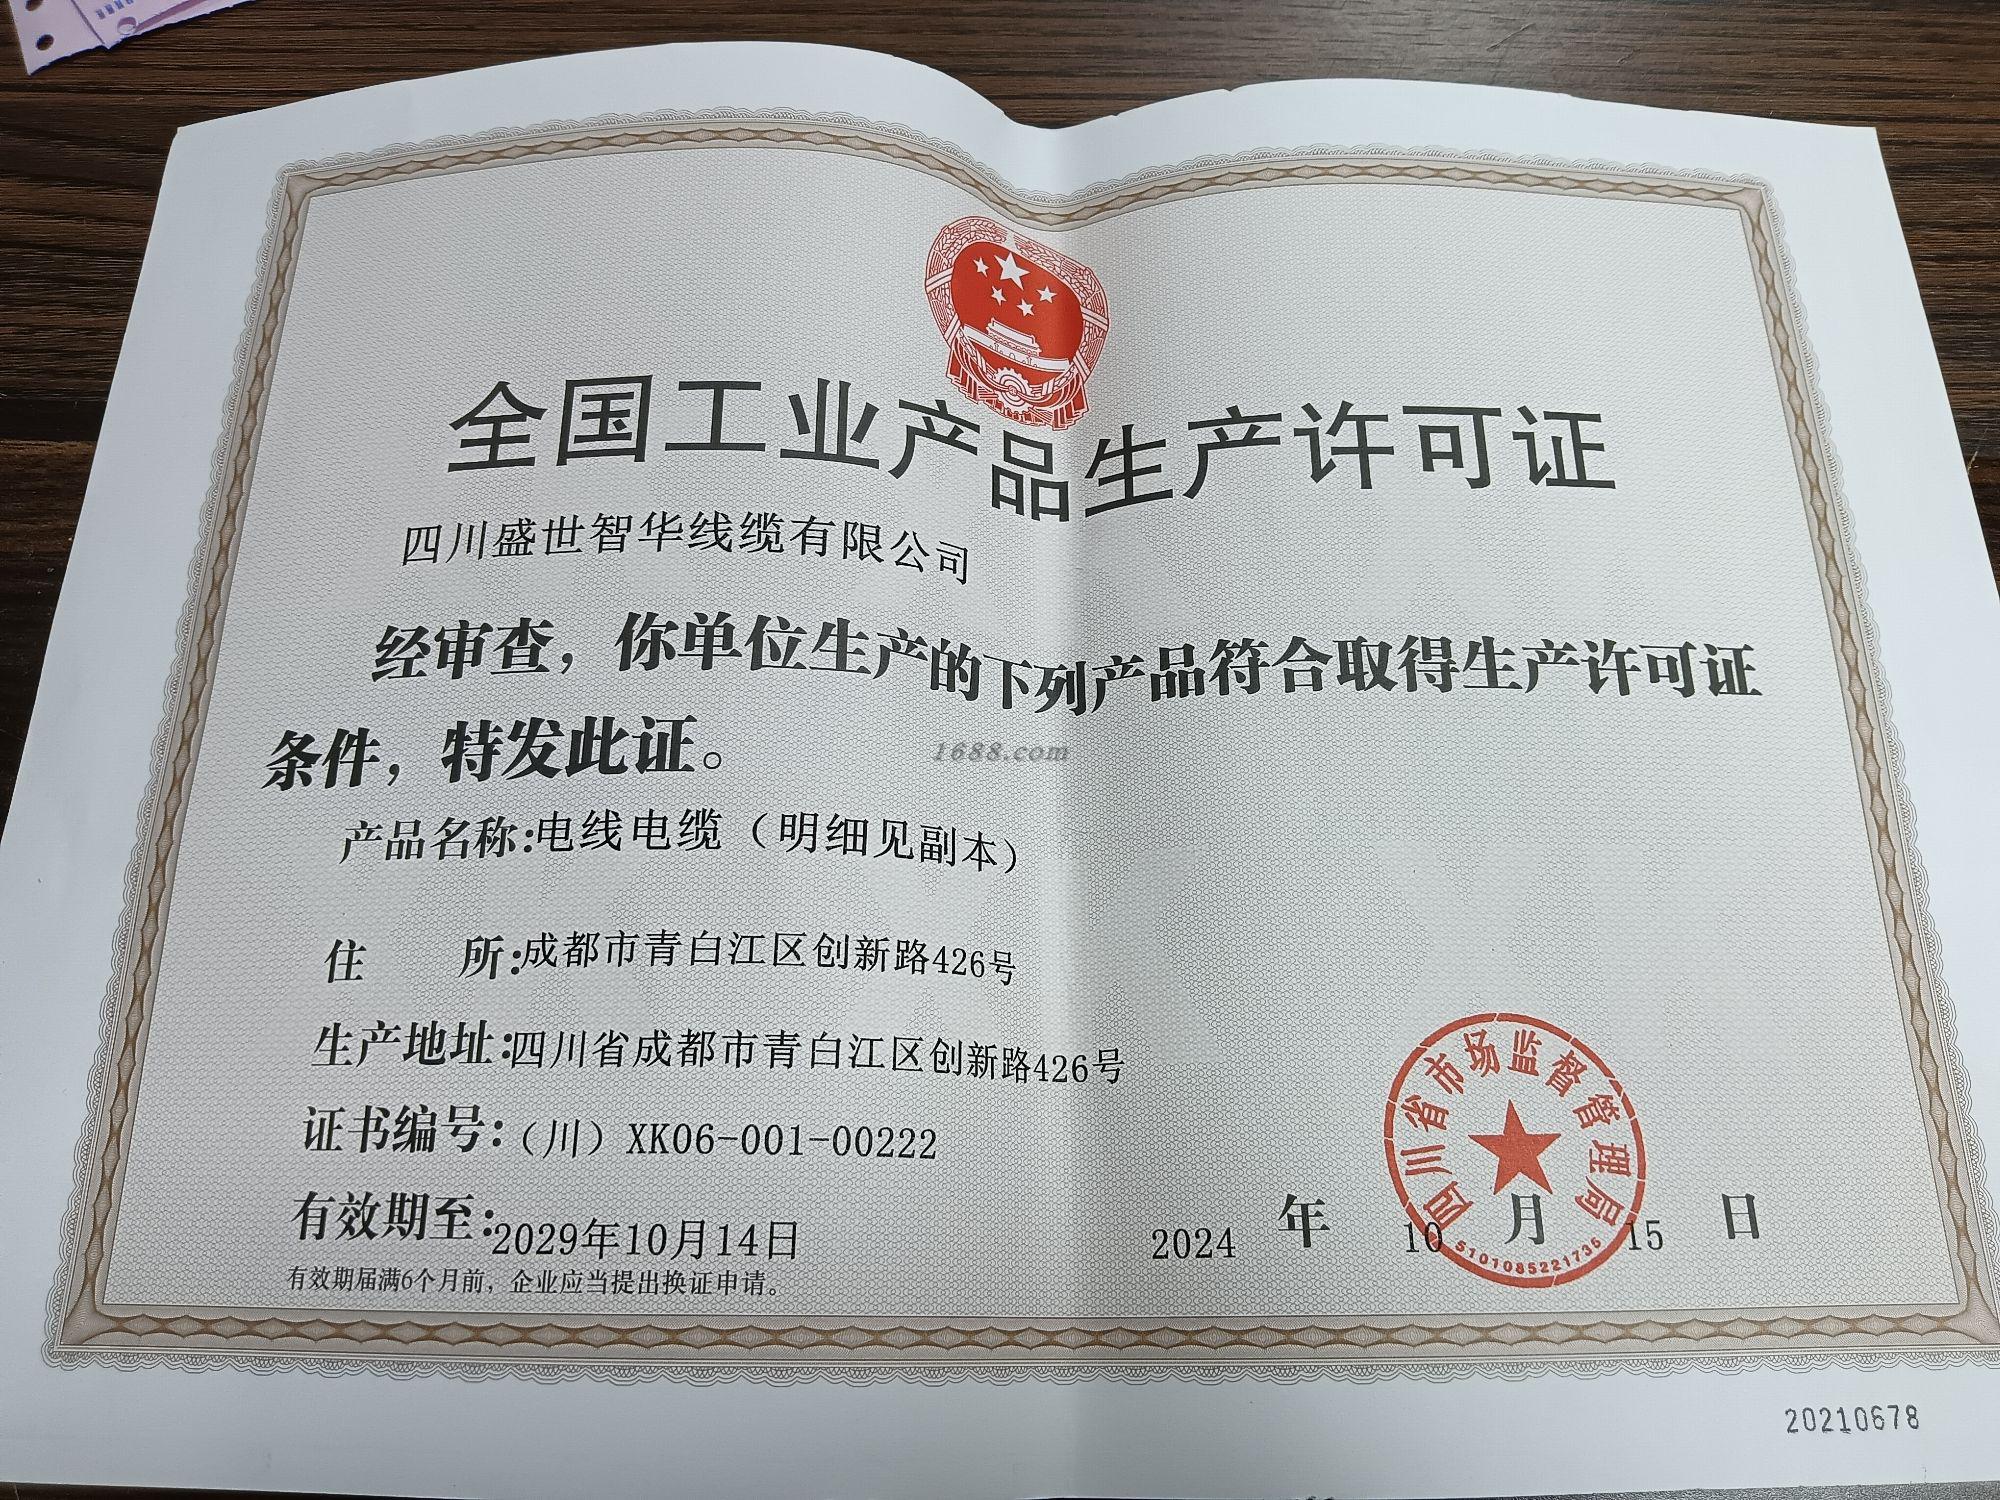 全国工业产品生产许可证
四川盛世智华线缆有限公司
经审查，你单位生产的下列产品符合取得生产许可证
条件，特发此证。
1688.com
产品名称:电线电缆（明细见副本）
住 所:成都市青白江区创新路426号
生产地址:四川省成都市青白江区创新路426号
证书编号:（川）XK06-001-00222
有效期至:2029年10月14日
有效期届满6个月前，企业应当提出换证申请。
四川省市场监督管理局
2024 年 10 月 15 日
5101085221735
20210678